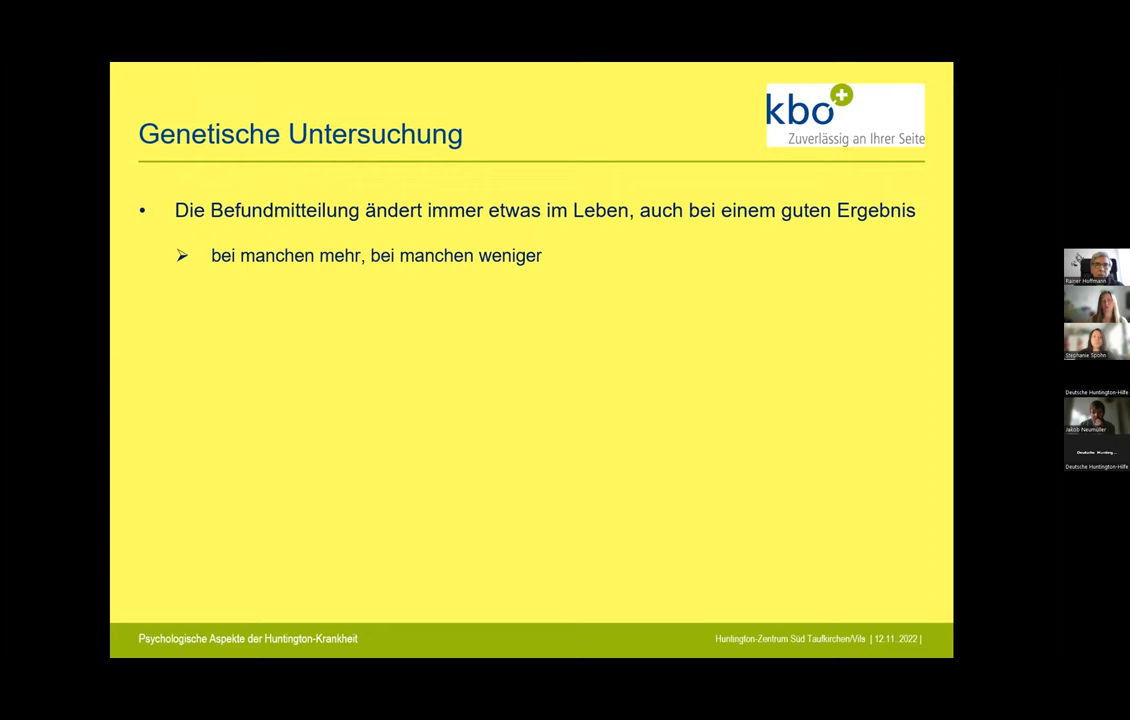 kbo
Zuverlässig an Ihrer Seite
Genetische Untersuchung
• Die Befundmitteilung ändert immer etwas im Leben, auch bei einem guten Ergebnis
➢ bei manchen mehr, bei manchen weniger
Psychologische Aspekte der Huntington-Krankheit
Huntington-Zentrum Süd Taufkirchen/Vils | 12.11.2022 |
Rainer Hoffmann
Stephanie Spohn
Deutsche Huntington-Hilfe
Jakob Neumüller
Deutsche Hunting...
Deutsche Huntington-Hilfe